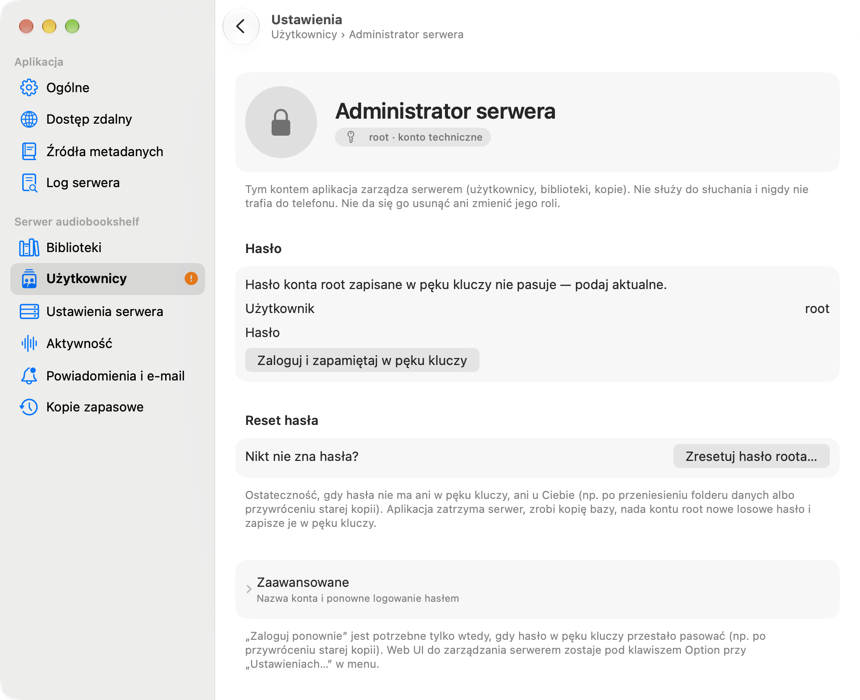 Ustawienia
Użytkownicy › Administrator serwera
Aplikacja
Ogólne
Dostęp zdalny
Źródła metadanych
Log serwera
Serwer audiobookshelf
Biblioteki
Użytkownicy
Ustawienia serwera
Aktywność
Powiadomienia i e-mail
Kopie zapasowe
Administrator serwera
root · konto techniczne
Tym kontem aplikacja zarządza serwerem (użytkownicy, biblioteki, kopie). Nie służy do słuchania i nigdy nie
trafia do telefonu. Nie da się go usunąć ani zmienić jego roli.
Hasło
Hasło konta root zapisane w pęku kluczy nie pasuje — podaj aktualne.
Użytkownik root
Hasło
Zaloguj i zapamiętaj w pęku kluczy
Reset hasła
Nikt nie zna hasła? Zresetuj hasło roota...
Ostateczność, gdy hasła nie ma ani w pęku kluczy, ani u Ciebie (np. po przeniesieniu folderu danych albo
przywróceniu starej kopii). Aplikacja zatrzyma serwer, zrobi kopię bazy, nada kontu root nowe losowe hasło i
zapisze je w pęku kluczy.
Zaawansowane
Nazwa konta i ponowne logowanie hasłem
„Zaloguj ponownie” jest potrzebne tylko wtedy, gdy hasło w pęku kluczy przestało pasować (np. po
przywróceniu starej kopii). Web UI do zarządzania serwerem zostaje pod klawiszem Option przy
„Ustawieniach...” w menu.